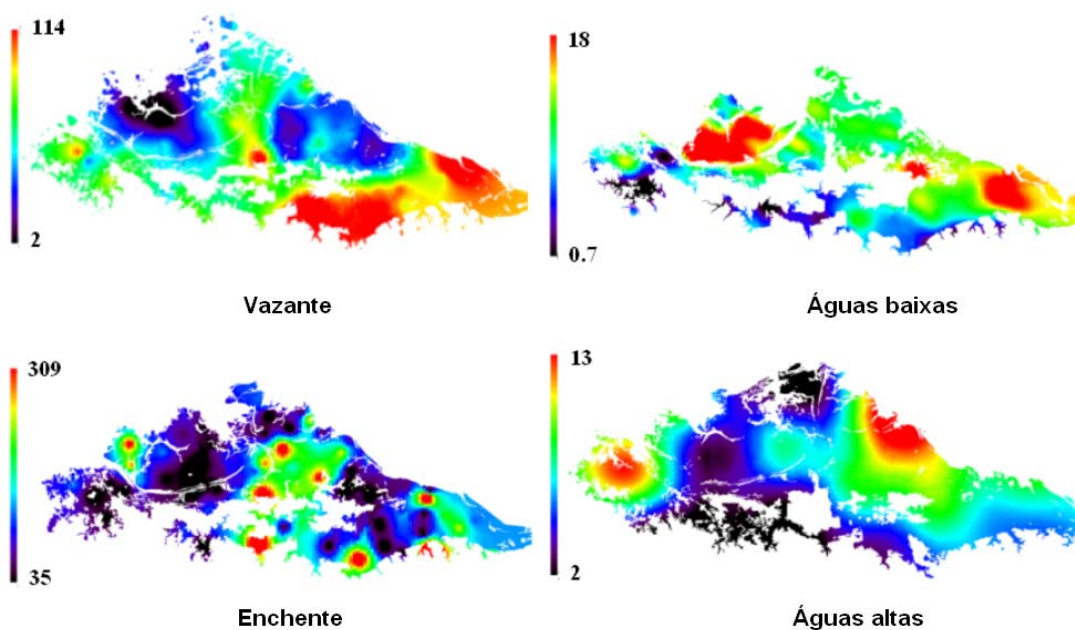 114
2
Vazante
18
0.7
Águas baixas
309
35
Enchente
13
2
Águas altas